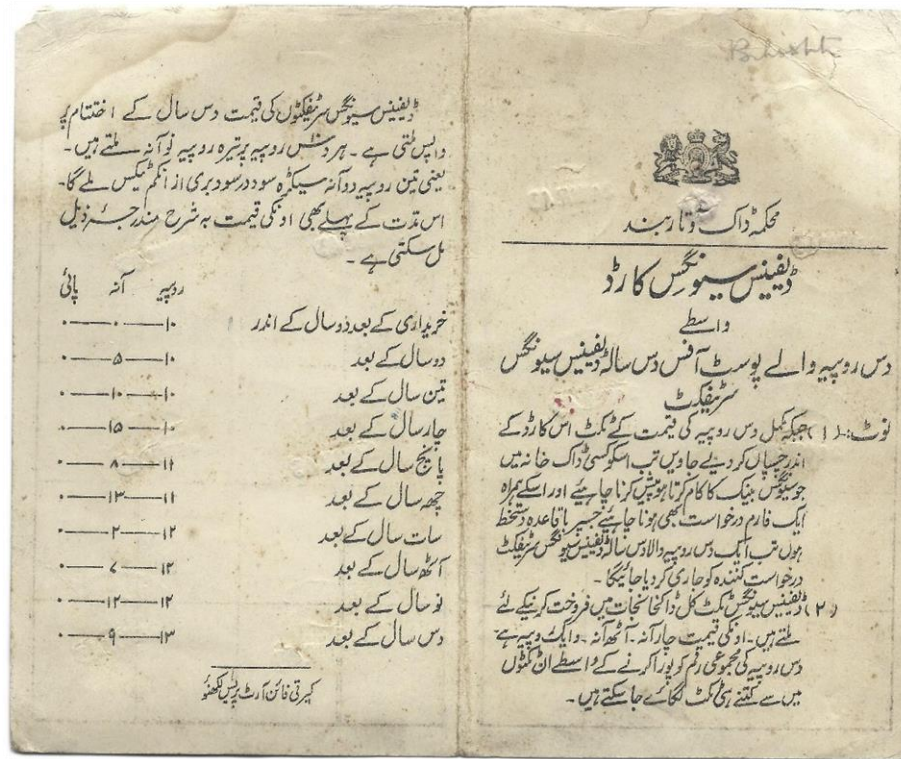 محکمہ ڈاک و تار ہند
ڈیفینس سیونگس کارڈ
واسطے
دس روپیہ والے پوسٹ آفس دس سالہ ڈیفینس سیونگس
سرٹیفکٹ
نوٹ:۔(۱) جبکہ مکمل دس روپیہ کی قیمت کے ٹکٹ اس کارڈ کے
اندر چسپاں کر دیے جاویں تب اسکو کسی ڈاک خانہ میں
جو سیونگس بینک کا کام کرتا ہو پیش کرنا چاہیئے اور اسکے ہمراہ
ایک فارم درخواست بھی ہونا چاہیئے جسپر باقاعدہ دستخط
ہوں تب ایک دس روپیہ والا دس سالہ ڈیفینس سیونگس سرٹیفکٹ
درخواست کنندہ کو جاری کر دیا جائیگا۔
(۲) ڈیفینس سیونگس ٹکٹ کل ڈاکخانجات میں فروخت کرنیکے لئے
ملتے ہیں۔ اونکی قیمت چار آنہ۔ آٹھ آنہ۔ و ایک روپیہ ہے
دس روپیہ کی مجموعی رقم کو پورا کرنے کے واسطے ان ٹکٹوں
میں سے کتنے ہی ٹکٹ لگائے جا سکتے ہیں۔
ڈیفینس سیونگس سرٹیفکٹوں کی قیمت دس سال کے اختتام پر
واپس ملتی ہے۔ ہر دس روپیہ پر تیرہ روپیہ نو آنہ ملتے ہیں۔
یعنی تین روپیہ دو آنہ سیکڑہ سود در سود بری از انکم ٹیکس ملے گا۔
اس مدت کے پہلے بھی اونکی قیمت بہ شرح مندرجہ ذیل
مل سکتی ہے۔
روپیہ آنہ پائی
خریداری کے بعد دو سال کے اندر ۱۰—۰—۰
دو سال کے بعد ۱۰—۵—۰
تین سال کے بعد ۱۰—۱۰—۰
چار سال کے بعد ۱۰—۱۵—۰
پانچ سال کے بعد ۱۱—۸—۰
چھ سال کے بعد ۱۱—۱۳—۰
سات سال کے بعد ۱۲—۲—۰
آٹھ سال کے بعد ۱۲—۷—۰
نو سال کے بعد ۱۲—۱۲—۰
دس سال کے بعد ۱۳—۹—۰
کیرتی فائن آرٹ پریس لکھنؤ